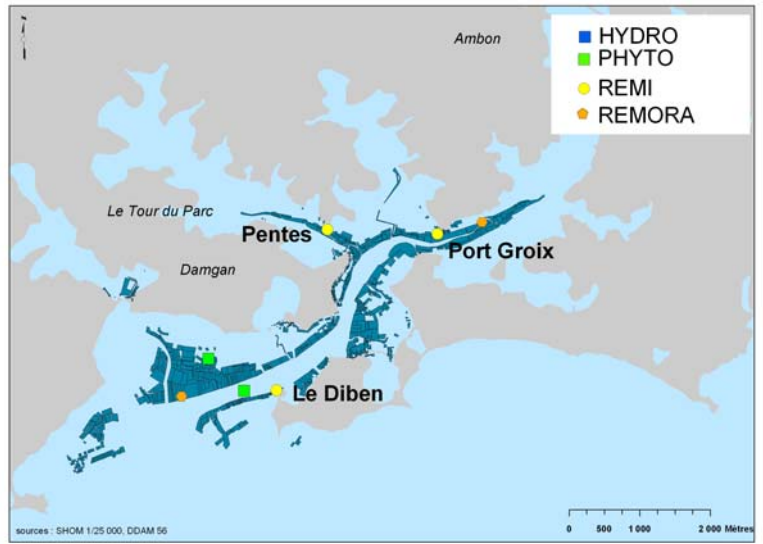 HYDRO
PHYTO
REMI
REMORA
Ambon
Le Tour du Parc
Pentes
Port Groix
Damgan
Le Diben
sources : SHOM 1/25 000, DDAM 56
0 500 1 000 2 000 Mètres